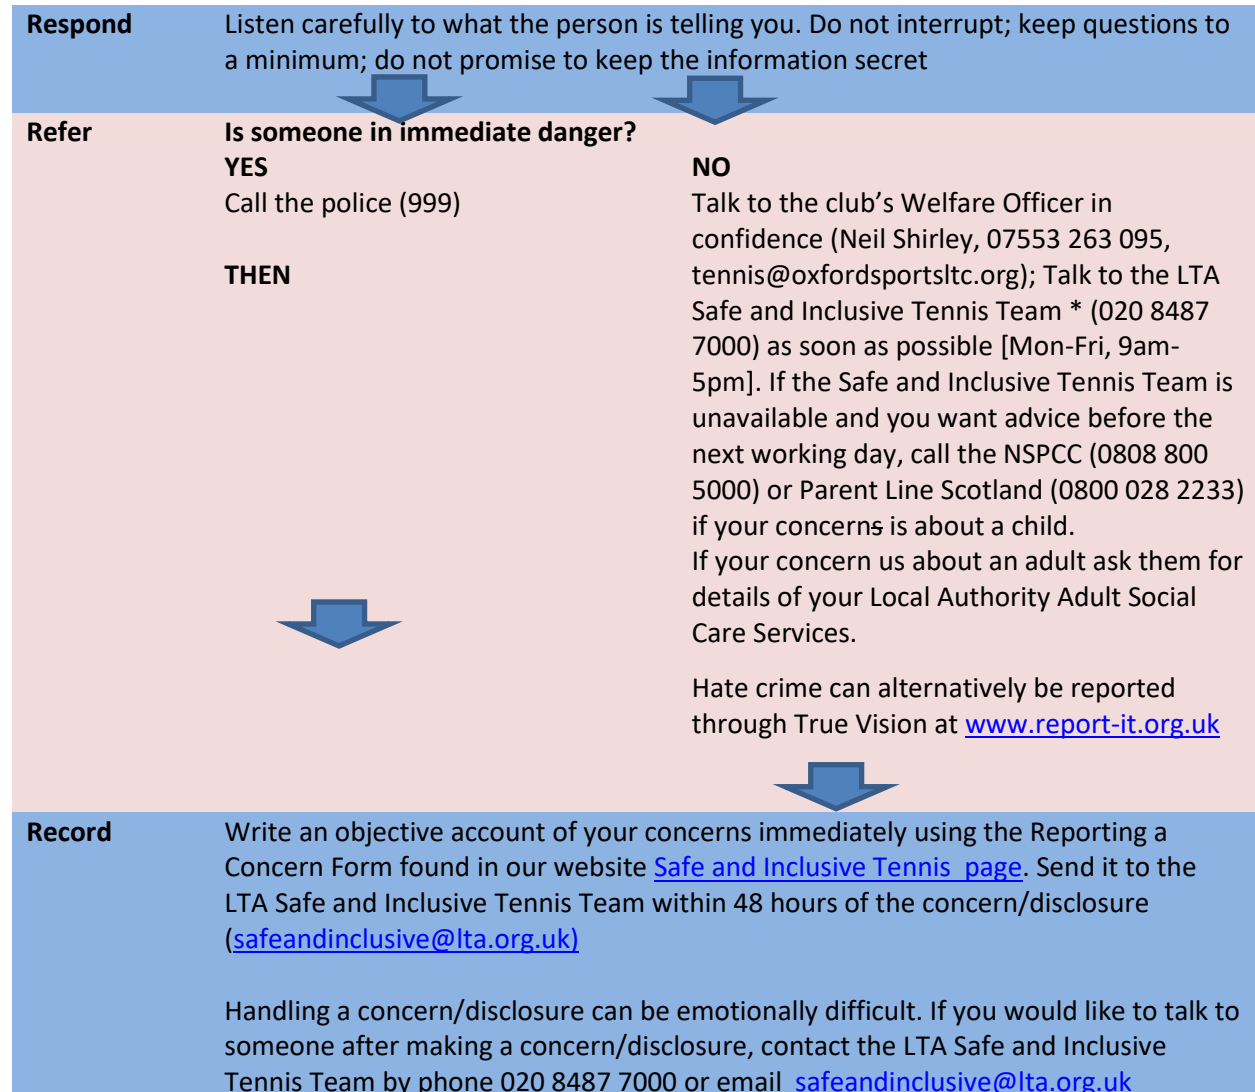 Respond
Listen carefully to what the person is telling you. Do not interrupt; keep questions to
a minimum; do not promise to keep the information secret
Refer
Is someone in immediate danger?
YES
Call the police (999)
THEN
NO
Talk to the club's Welfare Officer in
confidence (Neil Shirley, 07553 263 095,
tennis@oxfordsportsltc.org); Talk to the LTA
Safe and Inclusive Tennis Team * (020 8487
7000) as soon as possible [Mon-Fri, 9am-
5pm]. If the Safe and Inclusive Tennis Team is
unavailable and you want advice before the
next working day, call the NSPCC (0808 800
5000) or Parent Line Scotland (0800 028 2233)
if your concerns is about a child.
If your concern us about an adult ask them for
details of your Local Authority Adult Social
Care Services.
Hate crime can alternatively be reported
through True Vision at www.report-it.org.uk
Record
Write an objective account of your concerns immediately using the Reporting a
Concern Form found in our website Safe and Inclusive Tennis  page. Send it to the
LTA Safe and Inclusive Tennis Team within 48 hours of the concern/disclosure
(safeandinclusive@lta.org.uk)
Handling a concern/disclosure can be emotionally difficult. If you would like to talk to
someone after making a concern/disclosure, contact the LTA Safe and Inclusive
Tennis Team by phone 020 8487 7000 or email  safeandinclusive@lta.org.uk